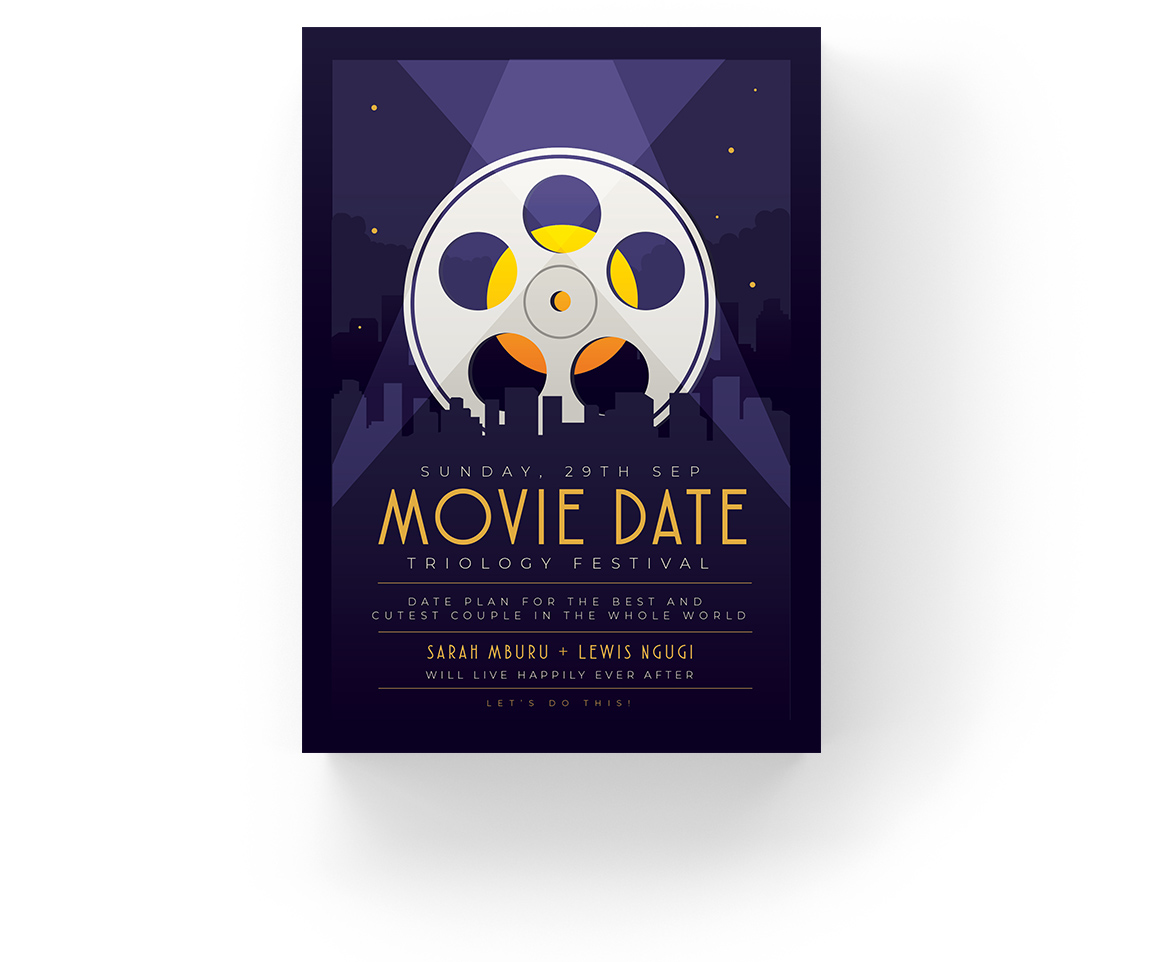 SUNDAY, 29TH SEP
MOVIE DATE
TRIOLOGY FESTIVAL
DATE PLAN FOR THE BEST AND
CUTEST COUPLE IN THE WHOLE WORLD
SARAH MBURU + LEWIS NGUGI
WILL LIVE HAPPILY EVER AFTER
LET'S DO THIS!